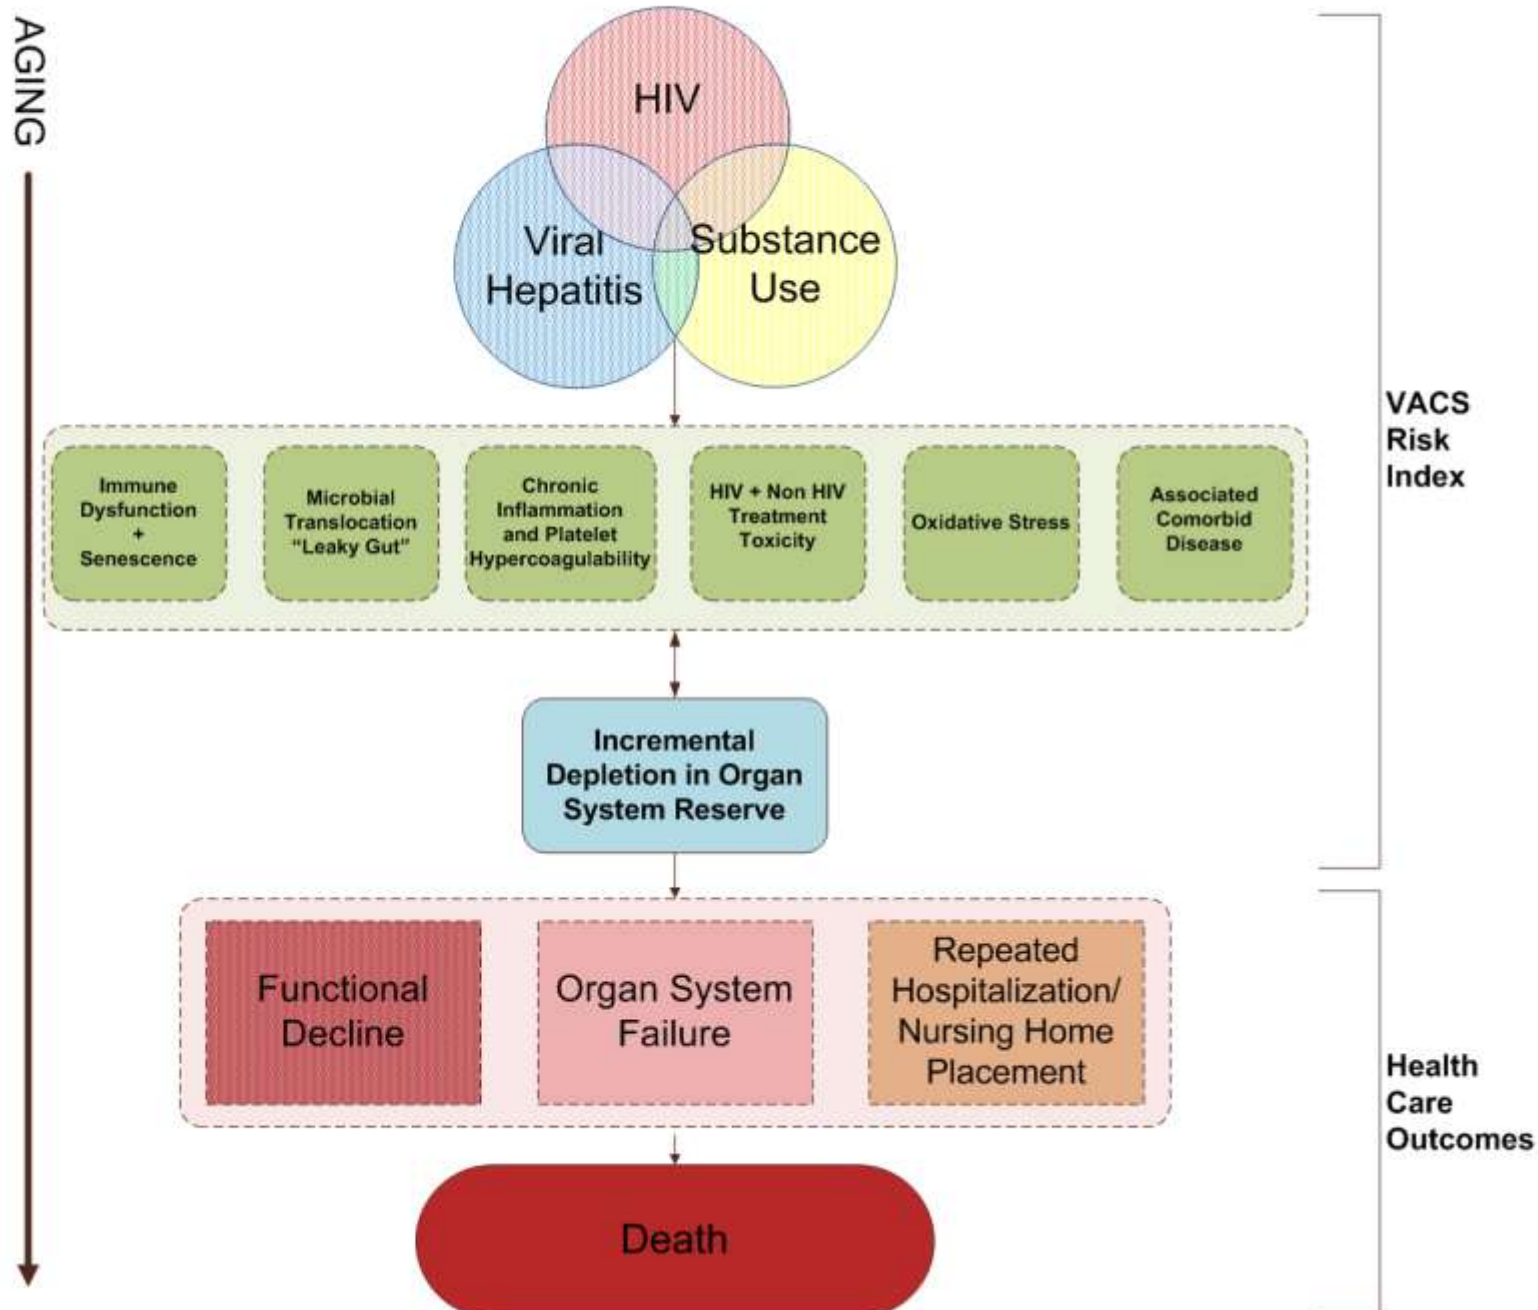 AGING
HIV
Viral
Hepatitis
Substance
Use
VACS
Risk
Index
Immune
Dysfunction
+
Senescence
Microbial
Translocation
“Leaky Gut”
Chronic
Inflammation
and Platelet
Hypercoagulability
HIV + Non HIV
Treatment
Toxicity
Oxidative Stress
Associated
Comorbid
Disease
Incremental
Depletion in Organ
System Reserve
Functional
Decline
Organ System
Failure
Repeated
Hospitalization/
Nursing Home
Placement
Health
Care
Outcomes
Death